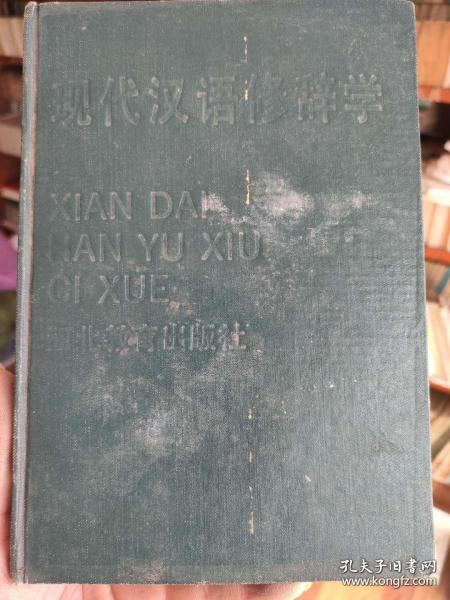 现代汉语修辞学
XIAN DAI
HAN YU XIU
CI XUE
河北教育出版社
孔夫子旧书网
www.kongfz.com